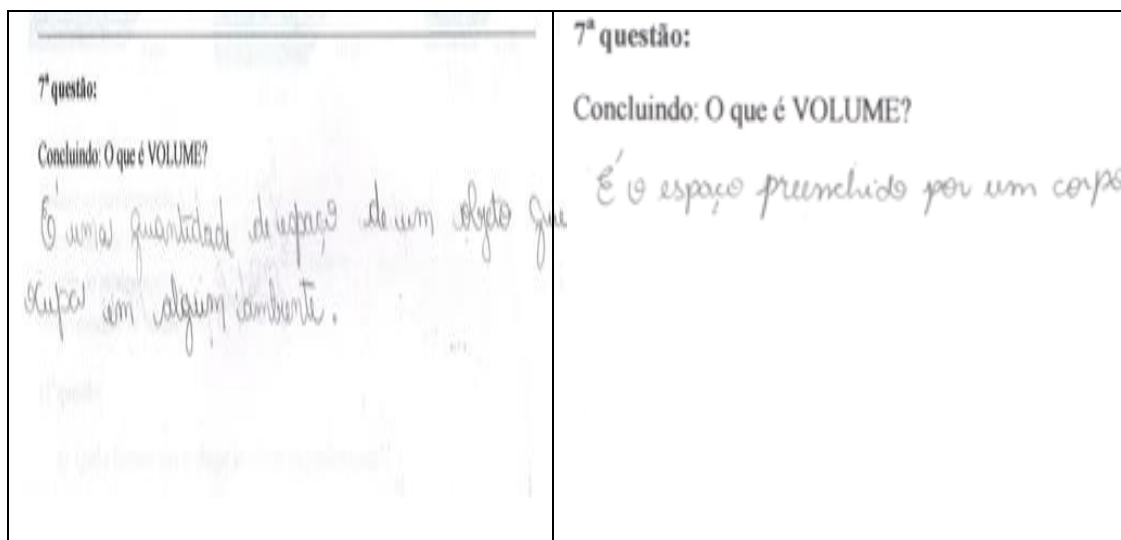 7ª questão:
Concluindo: O que é VOLUME?
É uma quantidade de espaço de um objeto que
ocupa em algum ambiente.
7ª questão:
Concluindo: O que é VOLUME?
É o espaço preenchido por um corpo